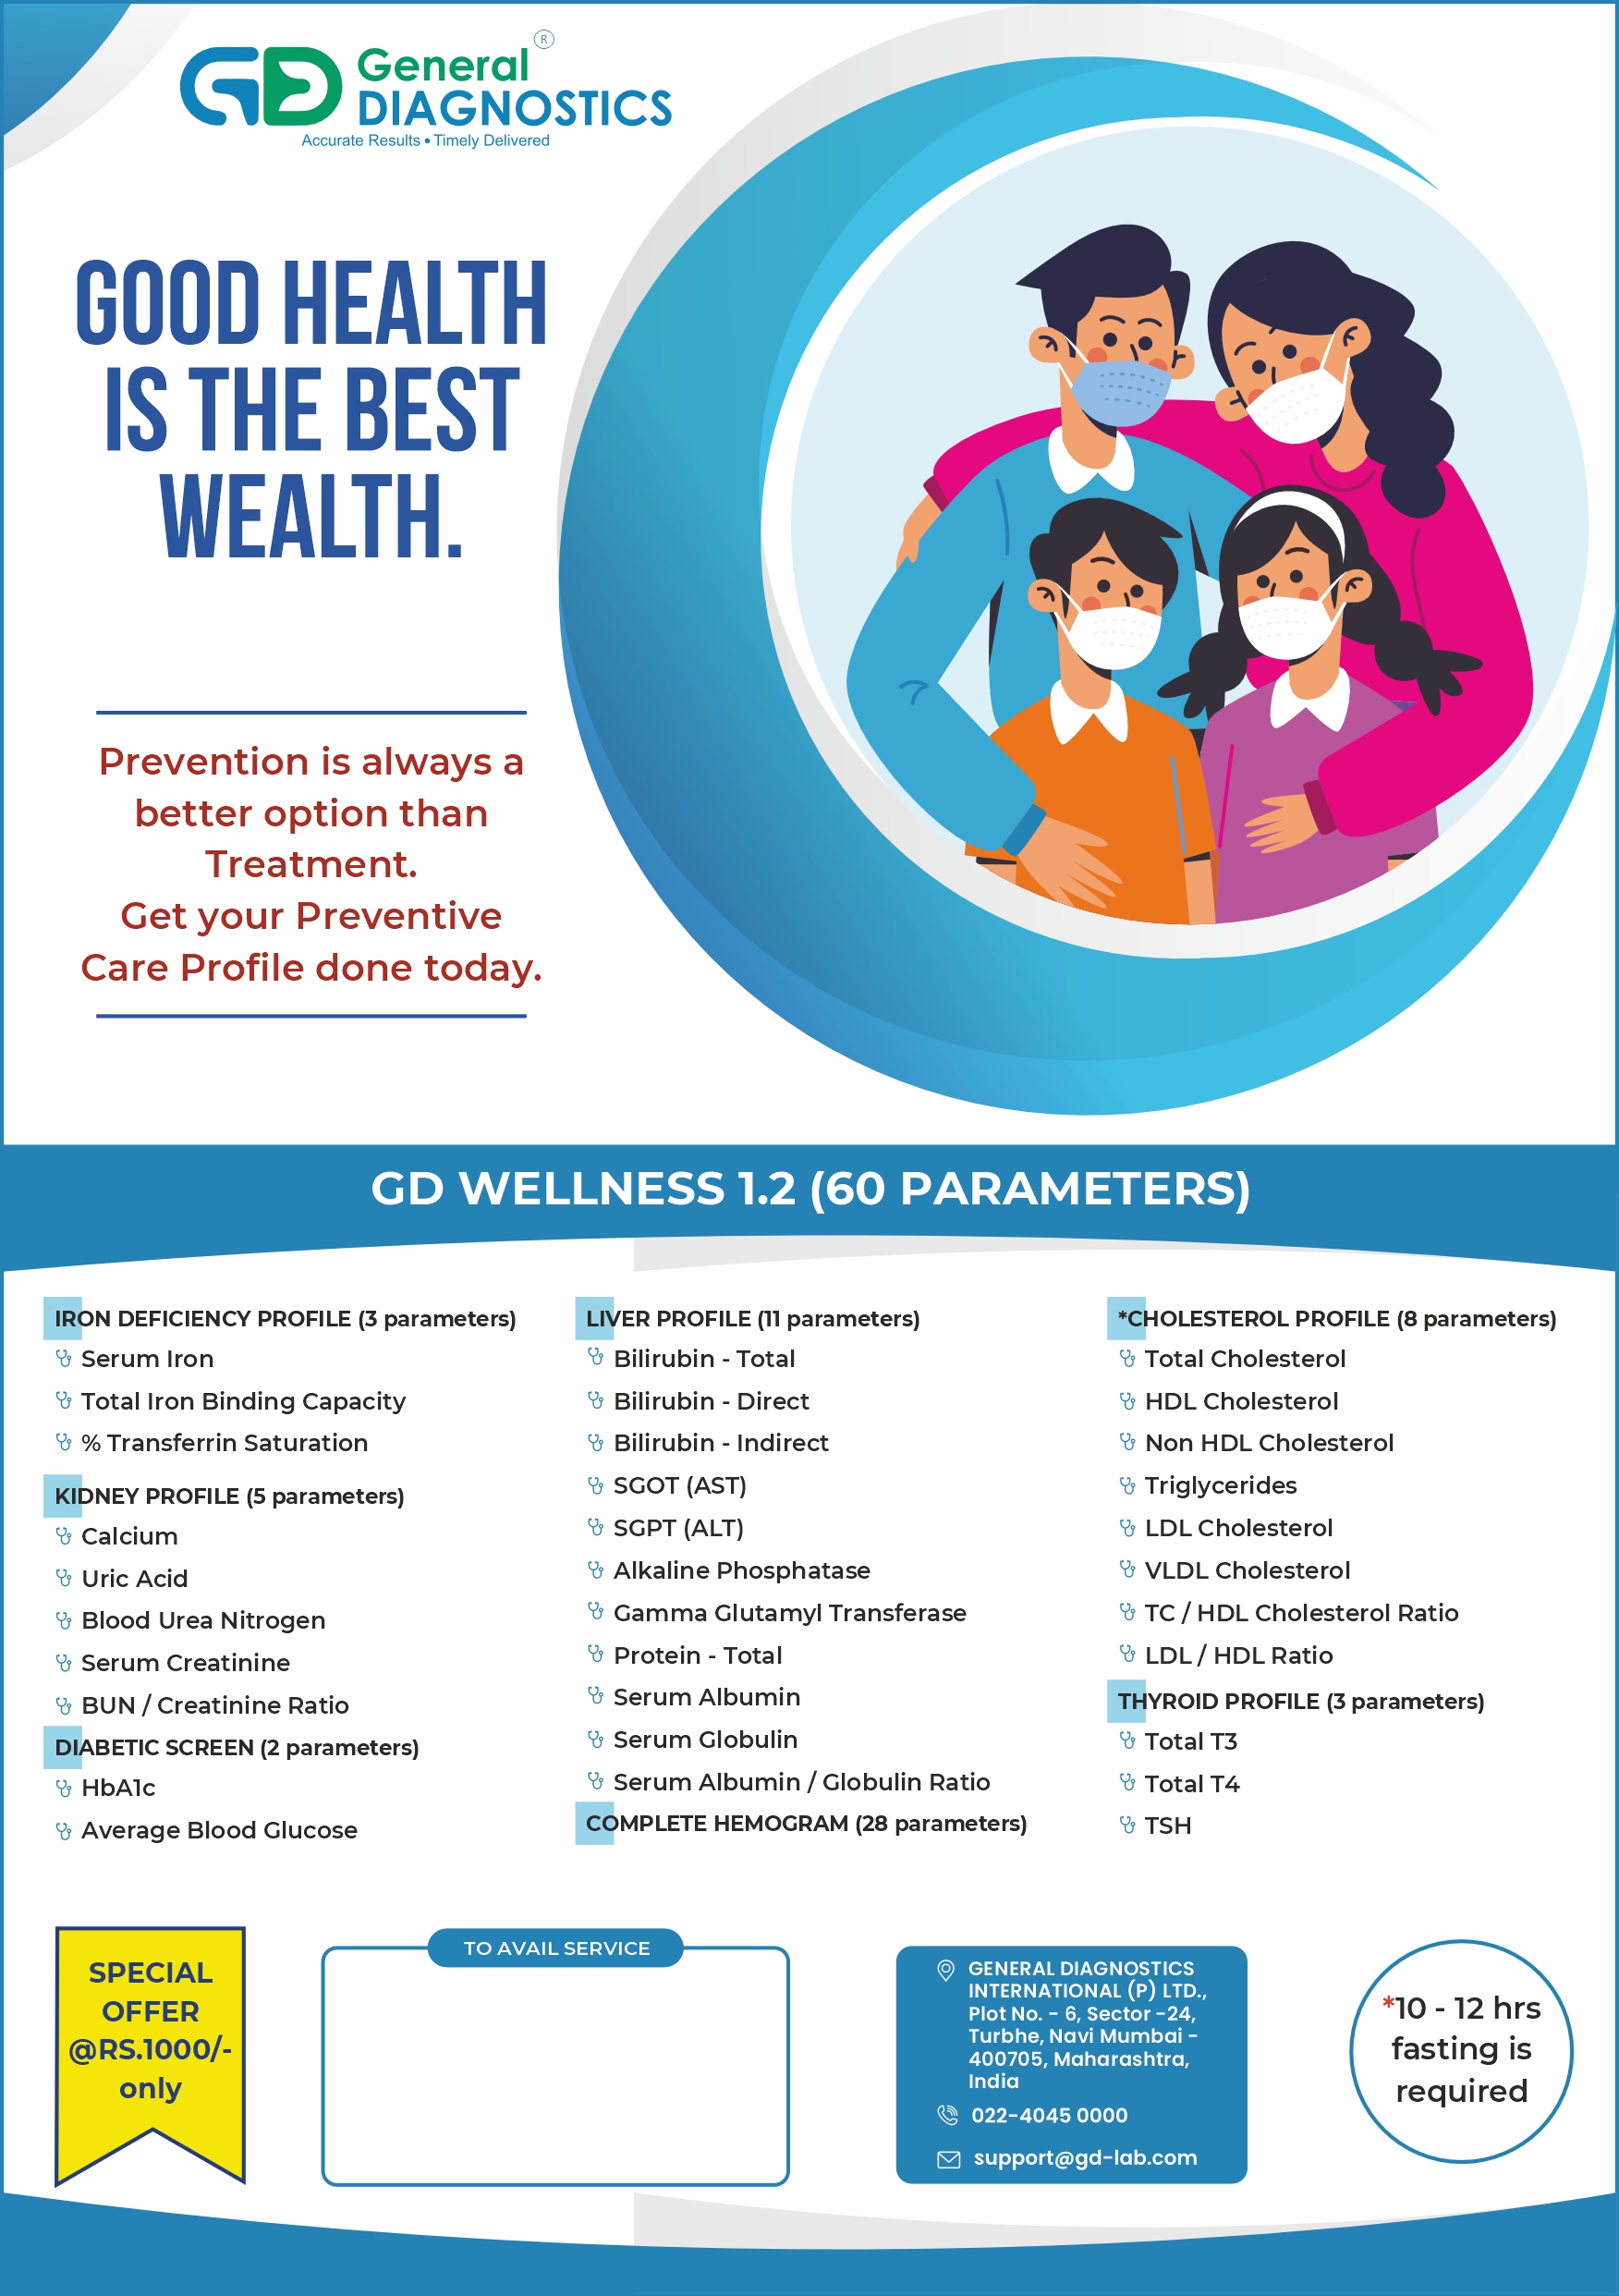 GD General ®
DIAGNOSTICS
Accurate Results • Timely Delivered
GOOD HEALTH
IS THE BEST
WEALTH.
Prevention is always a
better option than
Treatment.
Get your Preventive
Care Profile done today.
GD WELLNESS 1.2 (60 PARAMETERS)
IRON DEFICIENCY PROFILE (3 parameters)
Serum Iron
Total Iron Binding Capacity
% Transferrin Saturation
KIDNEY PROFILE (5 parameters)
Calcium
Uric Acid
Blood Urea Nitrogen
Serum Creatinine
BUN / Creatinine Ratio
DIABETIC SCREEN (2 parameters)
HbA1c
Average Blood Glucose
LIVER PROFILE (11 parameters)
Bilirubin - Total
Bilirubin - Direct
Bilirubin - Indirect
SGOT (AST)
SGPT (ALT)
Alkaline Phosphatase
Gamma Glutamyl Transferase
Protein - Total
Serum Albumin
Serum Globulin
Serum Albumin / Globulin Ratio
COMPLETE HEMOGRAM (28 parameters)
*CHOLESTEROL PROFILE (8 parameters)
Total Cholesterol
HDL Cholesterol
Non HDL Cholesterol
Triglycerides
LDL Cholesterol
VLDL Cholesterol
TC / HDL Cholesterol Ratio
LDL / HDL Ratio
THYROID PROFILE (3 parameters)
Total T3
Total T4
TSH
SPECIAL
OFFER
@RS.1000/-
only
TO AVAIL SERVICE
GENERAL DIAGNOSTICS
INTERNATIONAL (P) LTD.,
Plot No. - 6, Sector -24,
Turbhe, Navi Mumbai -
400705, Maharashtra,
India
022-4045 0000
support@gd-lab.com
*10 - 12 hrs
fasting is
required